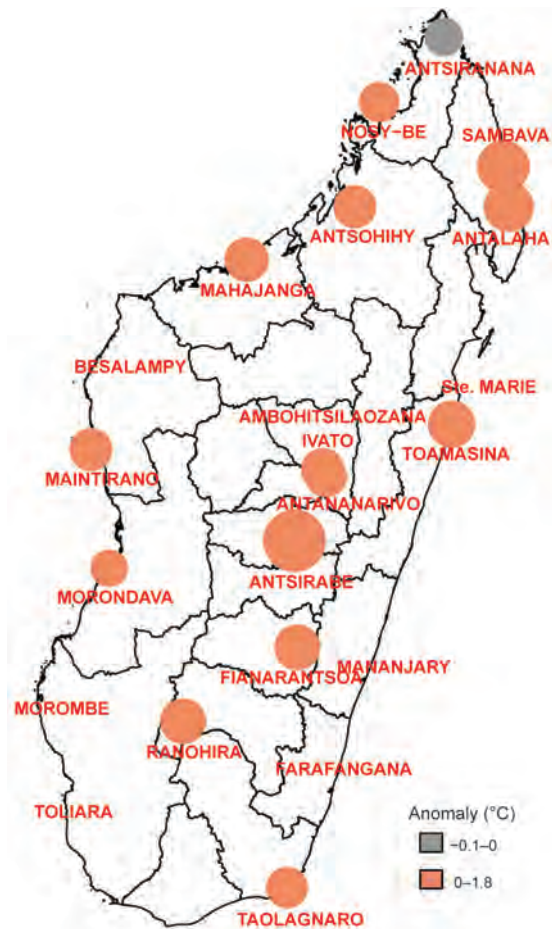 ANTSIRANANA
NOSY−BE
SAMBAVA
ANTSOHIHY
ANTALAHA
MAHAJANGA
BESALAMPY
Ste. MARIE
AMBOHITSILAOZANA
IVATO
TOAMASINA
MAINTIRANO
ANTANANARIVO
ANTSIRABE
MORONDAVA
MANANJARY
FIANARANTSOA
MOROMBE
RANOHIRA
FARAFANGANA
TOLIARA
Anomaly (°C)
−0.1–0
0–1.8
TAOLAGNARO